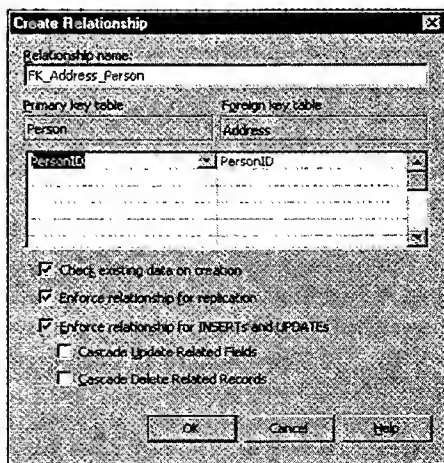 Create Relationship
Relationship name:
FK_Address_Person
Primary key table
Foreign key table
Person
Address
PersonID
PersonID
Check existing data on creation
Enforce relationship for replication
Enforce relationship for INSERTs and UPDATEs
Cascade Update Related Fields
Cascade Delete Related Records
OK
Cancel
Help